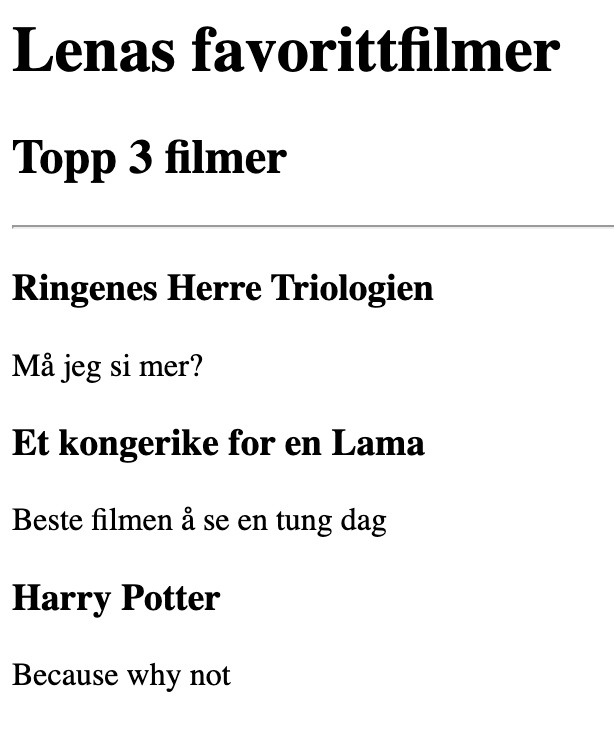 Lenas favorittfilmer
Topp 3 filmer
Ringenes Herre Triologien
Må jeg si mer?
Et kongerike for en Lama
Beste filmen å se en tung dag
Harry Potter
Because why not